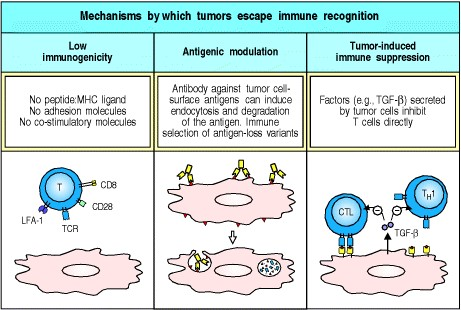 Mechanisms by which tumors escape immune recognition
Low
immunogenicity
Antigenic modulation
Tumor-induced
immune suppression
No peptide:MHC ligand
No adhesion molecules
No co-stimulatory molecules
Antibody against tumor cell-
surface antigens can induce
endocytosis and degradation
of the antigen. Immune
selection of antigen-loss variants
Factors (e.g., TGF-β) secreted
by tumor cells inhibit
T cells directly
T
CD8
CD28
LFA-1
TCR
CTL
TH1
TGF-β